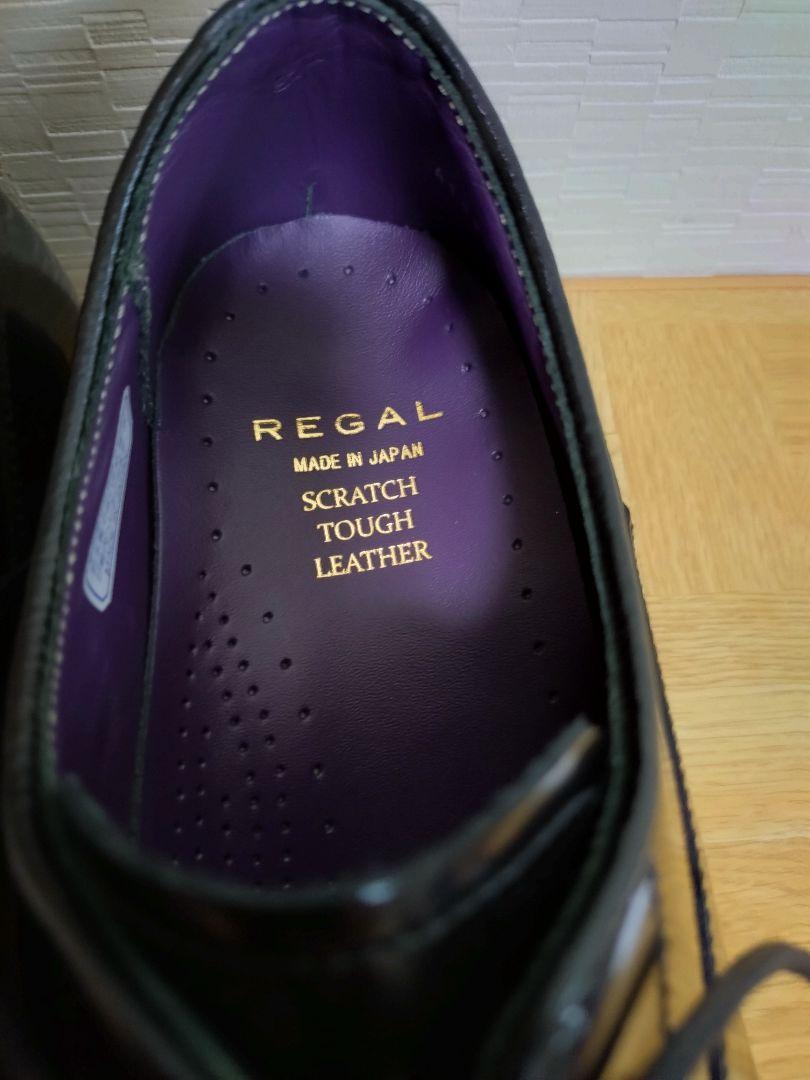 REGAL
MADE IN JAPAN
SCRATCH
TOUGH
LEATHER